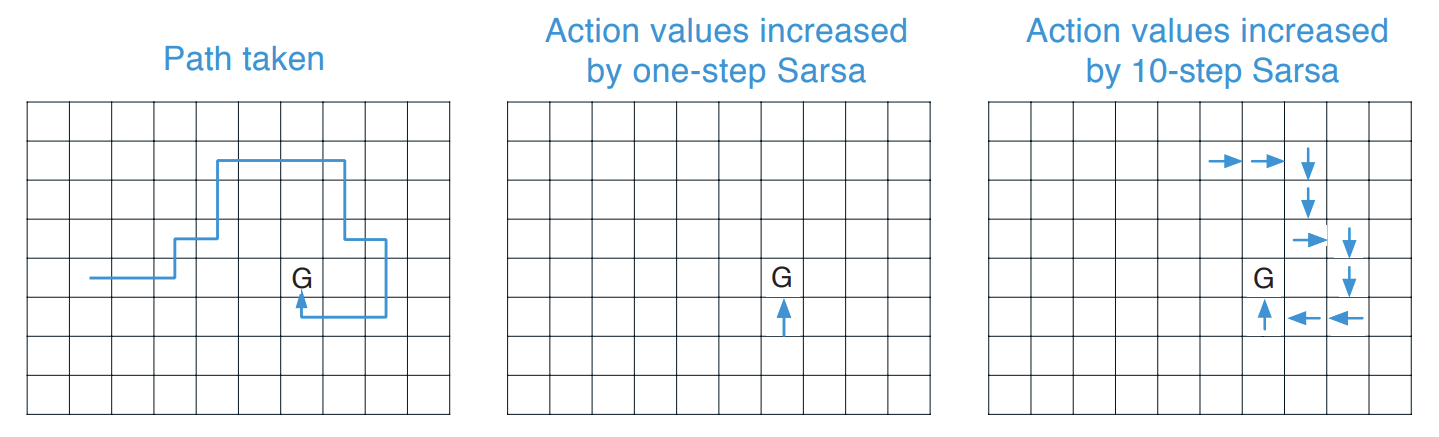 Path taken
Action values increased
by one-step Sarsa
Action values increased
by 10-step Sarsa
G
G
G